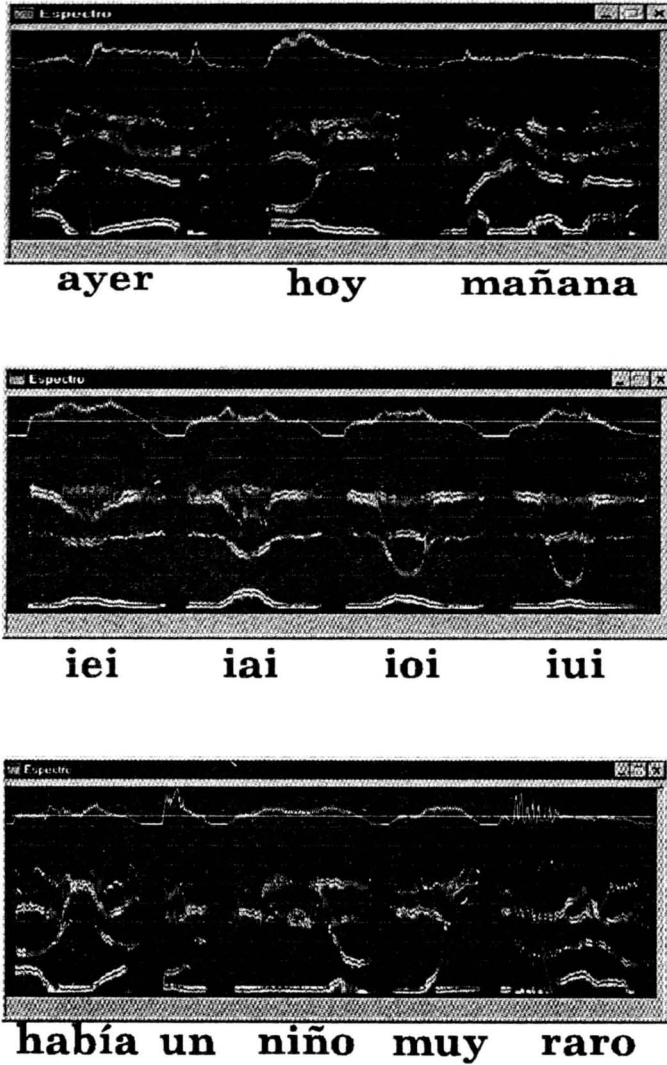 Espectro
ayer hoy mañana
Espectro
iei iai ioi iui
Espectro
había un niño muy raro